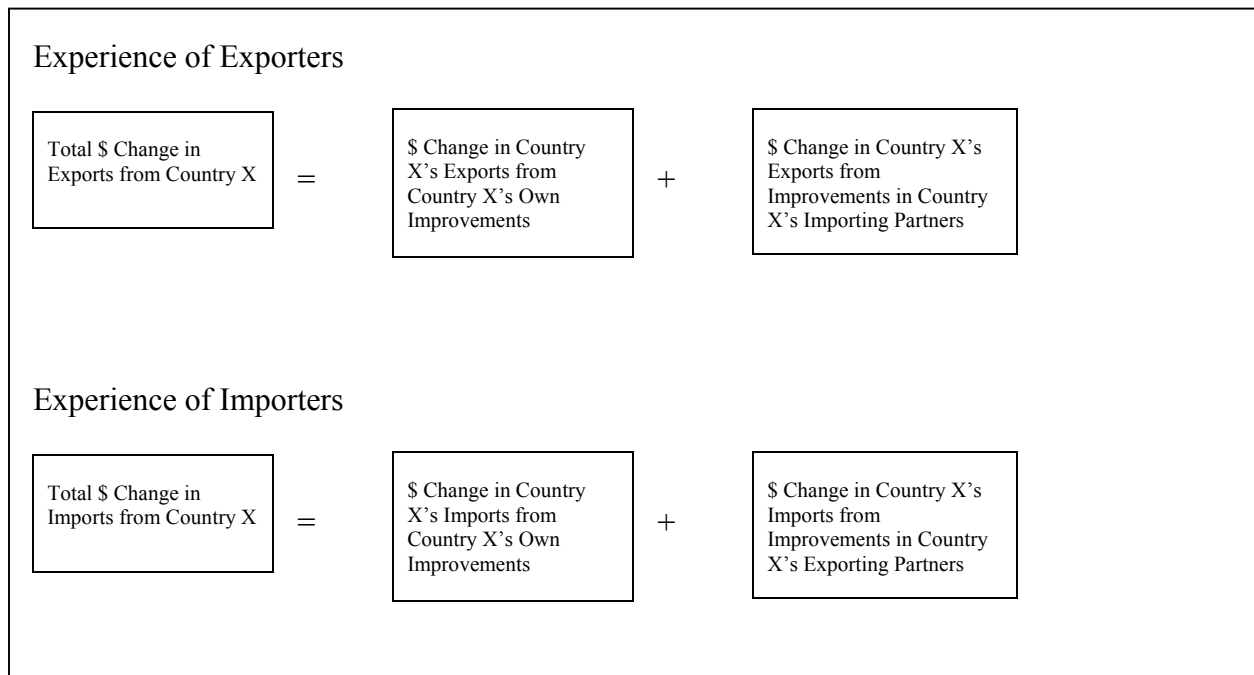 Experience of Exporters
Total $ Change in
Exports from Country X
=
$ Change in Country
X’s Exports from
Country X’s Own
Improvements
+
$ Change in Country X’s
Exports from
Improvements in Country
X’s Importing Partners
Experience of Importers
Total $ Change in
Imports from Country X
=
$ Change in Country
X’s Imports from
Country X’s Own
Improvements
+
$ Change in Country X’s
Imports from
Improvements in Country
X’s Exporting Partners